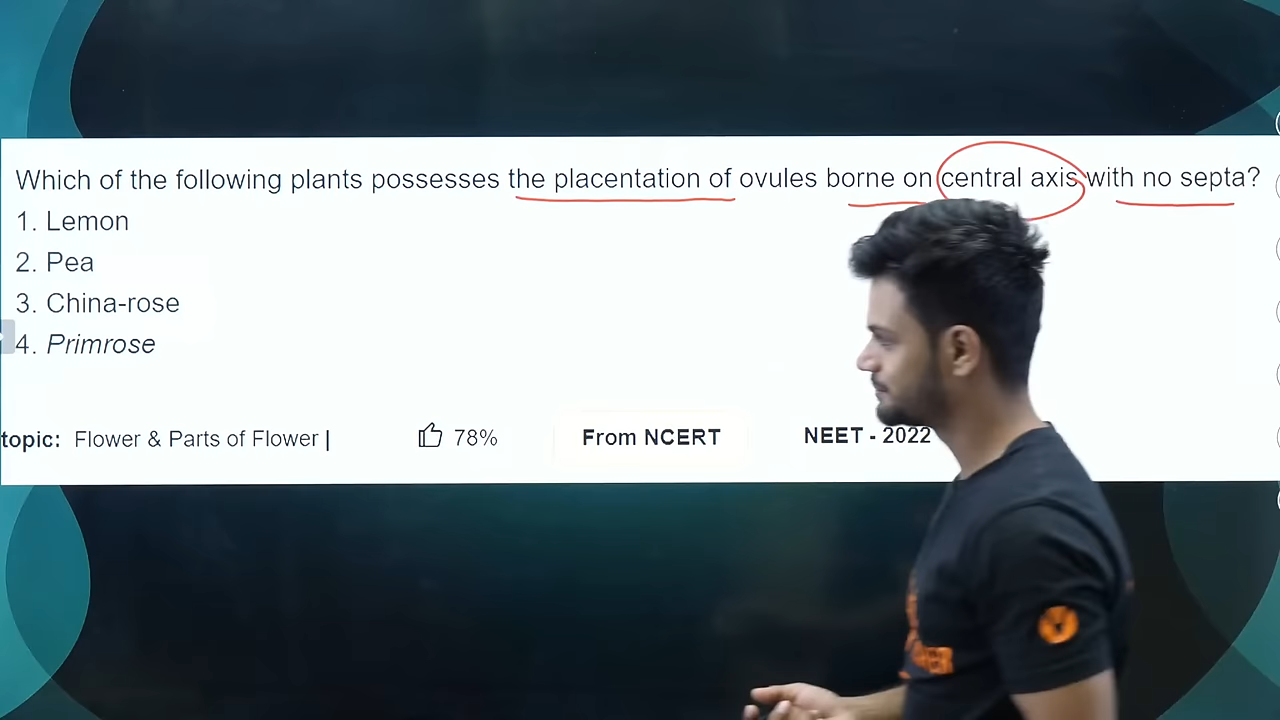 Which of the following plants possesses the placentation of ovules borne on central axis with no septa?
1. Lemon
2. Pea
3. China-rose
4. Primrose
topic: Flower & Parts of Flower | 78% From NCERT NEET - 2022